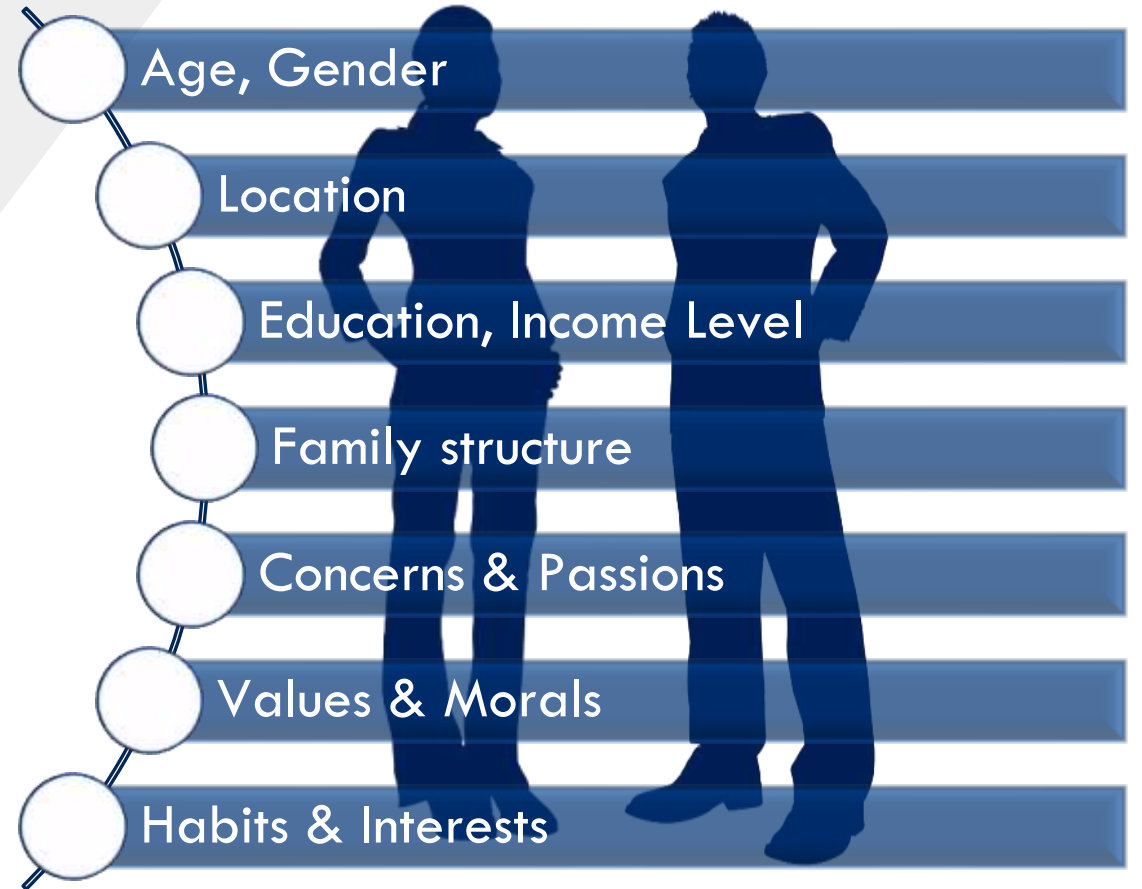 Age, Gender
Location
Education, Income Level
Family structure
Concerns & Passions
Values & Morals
Habits & Interests